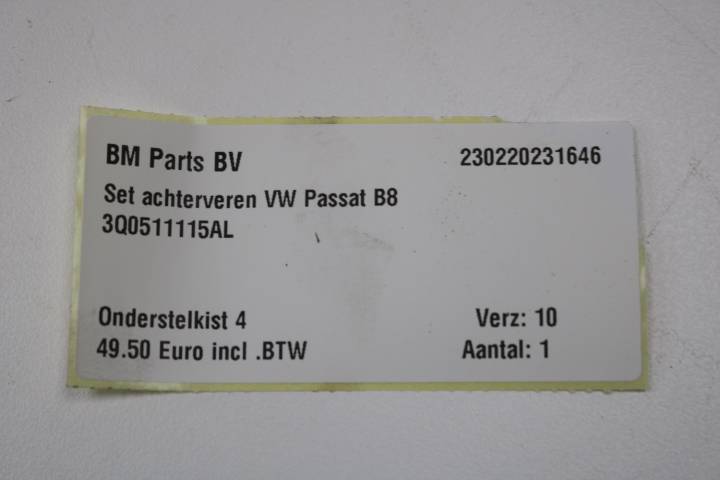 BM Parts BV 230220231646
Set achterveren VW Passat B8
3Q0511115AL
Onderstelkist 4 Verz: 10
49.50 Euro incl .BTW Aantal: 1